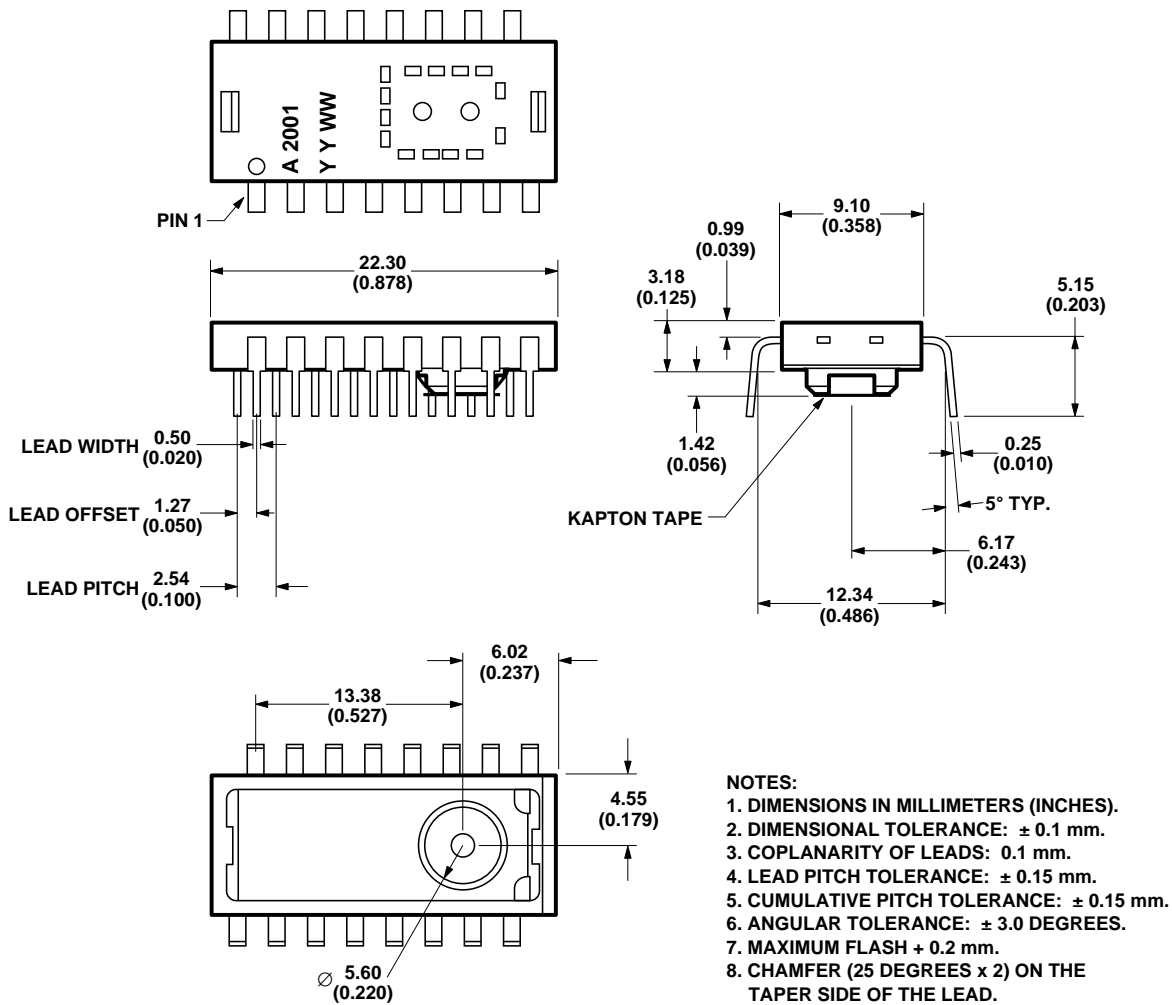 A 2001
Y Y WW
PIN 1
22.30
(0.878)
9.10
(0.358)
0.99
(0.039)
3.18
(0.125)
5.15
(0.203)
LEAD WIDTH 0.50
(0.020)
LEAD OFFSET 1.27
(0.050)
LEAD PITCH 2.54
(0.100)
1.42
(0.056)
0.25
(0.010)
5° TYP.
KAPTON TAPE
6.17
(0.243)
12.34
(0.486)
6.02
(0.237)
13.38
(0.527)
4.55
(0.179)
∅ 5.60
(0.220)
NOTES:
1. DIMENSIONS IN MILLIMETERS (INCHES).
2. DIMENSIONAL TOLERANCE: ± 0.1 mm.
3. COPLANARITY OF LEADS: 0.1 mm.
4. LEAD PITCH TOLERANCE: ± 0.15 mm.
5. CUMULATIVE PITCH TOLERANCE: ± 0.15 mm.
6. ANGULAR TOLERANCE: ± 3.0 DEGREES.
7. MAXIMUM FLASH + 0.2 mm.
8. CHAMFER (25 DEGREES x 2) ON THE
TAPER SIDE OF THE LEAD.